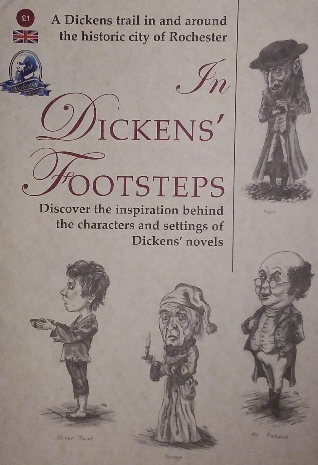 £1
A Dickens trail in and around
the historic city of Rochester
In
DICKENS'
FOOTSTEPS
Discover the inspiration behind
the characters and settings of
Dickens' novels
Fagin
Oliver Twist
Scrooge
Mr Pickwick